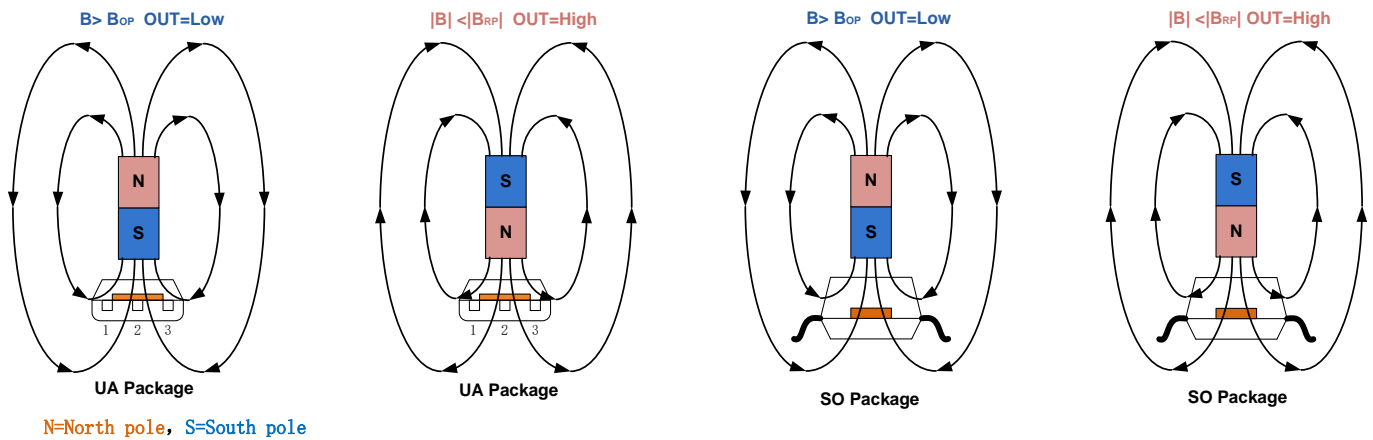 B> BOP OUT=Low
|B| <|BRP| OUT=High
B> BOP OUT=Low
|B| <|BRP| OUT=High
N
S
S
N
N
S
S
N
1 2 3
1 2 3
UA Package
UA Package
SO Package
SO Package
N=North pole, S=South pole